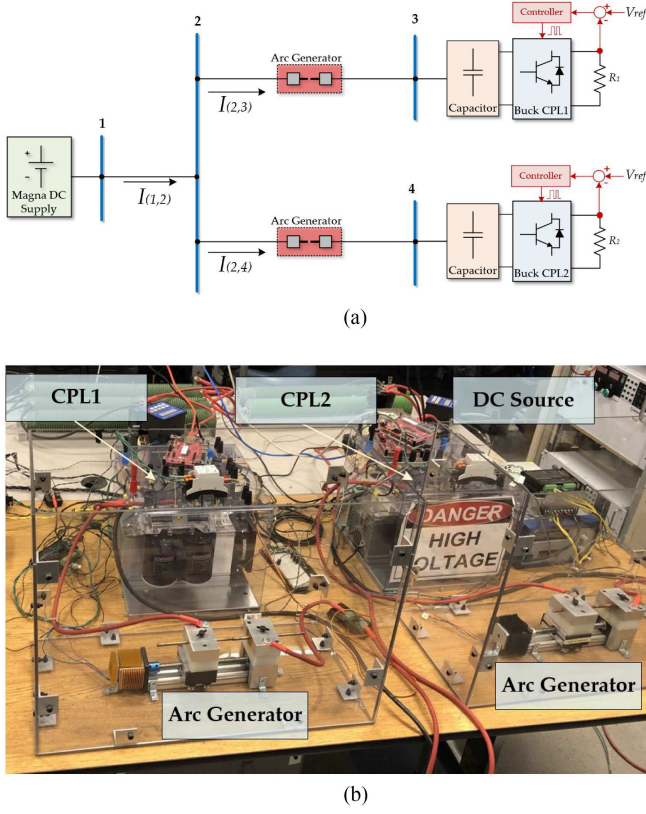 Controller
+
-
Vref
2
3
Arc Generator
R1
I(2,3)
Capacitor
Buck CPL1
1
+
-
Magna DC
Supply
I(1,2)
Controller
+
-
Vref
4
Arc Generator
R2
I(2,4)
Capacitor
Buck CPL2
(a)
CPL1
CPL2
DC Source
DANGER
HIGH
VOLTAGE
Arc Generator
Arc Generator
(b)